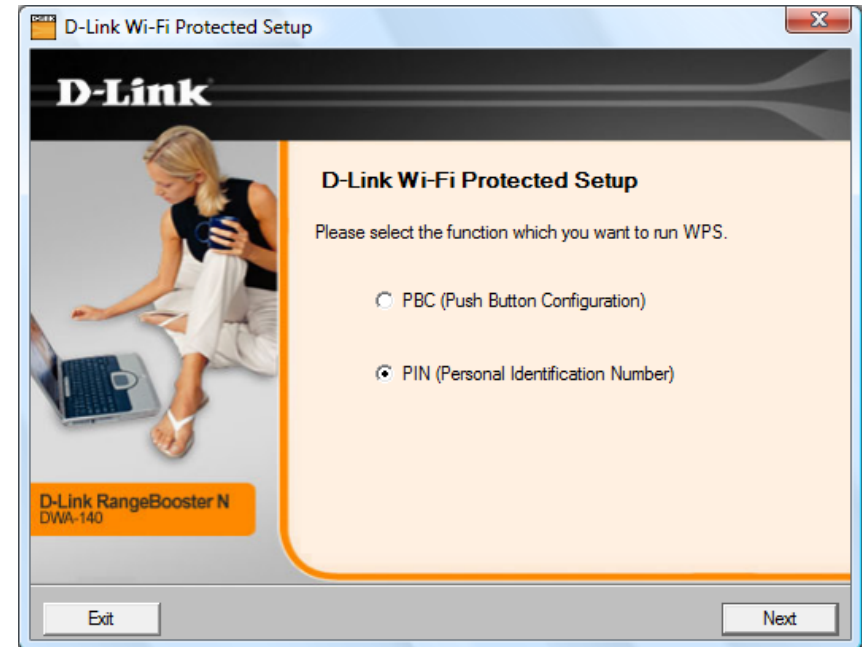 D-Link Wi-Fi Protected Setup
D-Link
D-Link Wi-Fi Protected Setup
Please select the function which you want to run WPS.
PBC (Push Button Configuration)
PIN (Personal Identification Number)
D-Link RangeBooster N
DWA-140
Exit
Next